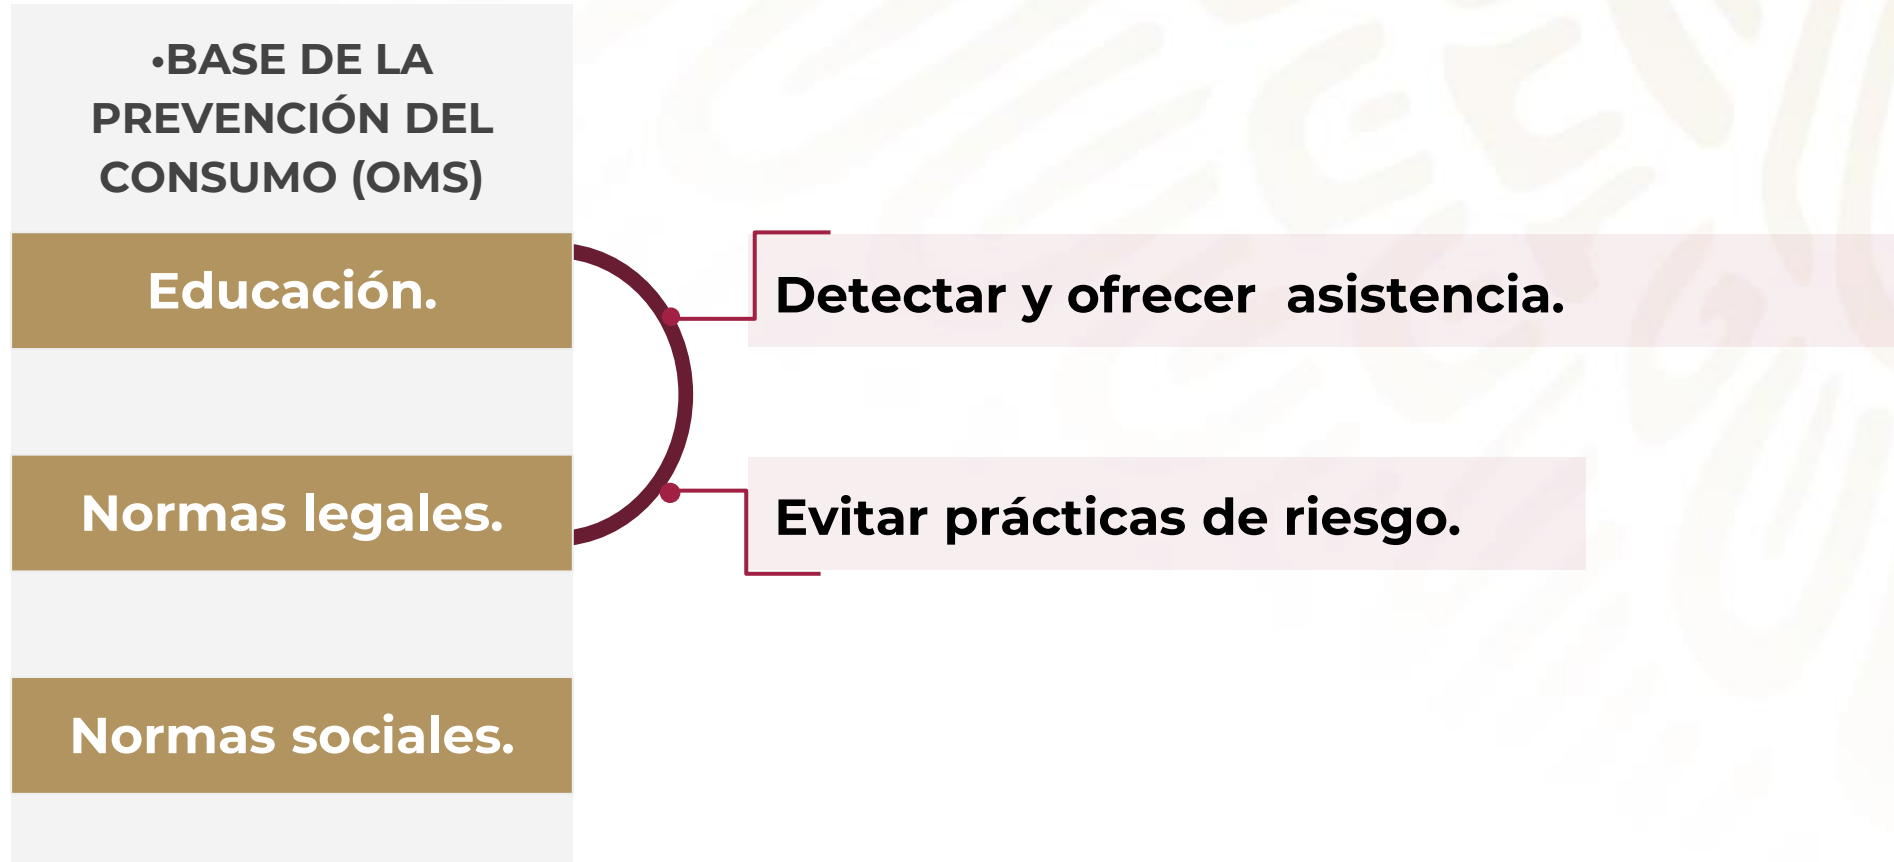 •BASE DE LA
PREVENCIÓN DEL
CONSUMO (OMS)
Educación.
Normas legales.
Normas sociales.
Detectar y ofrecer  asistencia.
Evitar prácticas de riesgo.